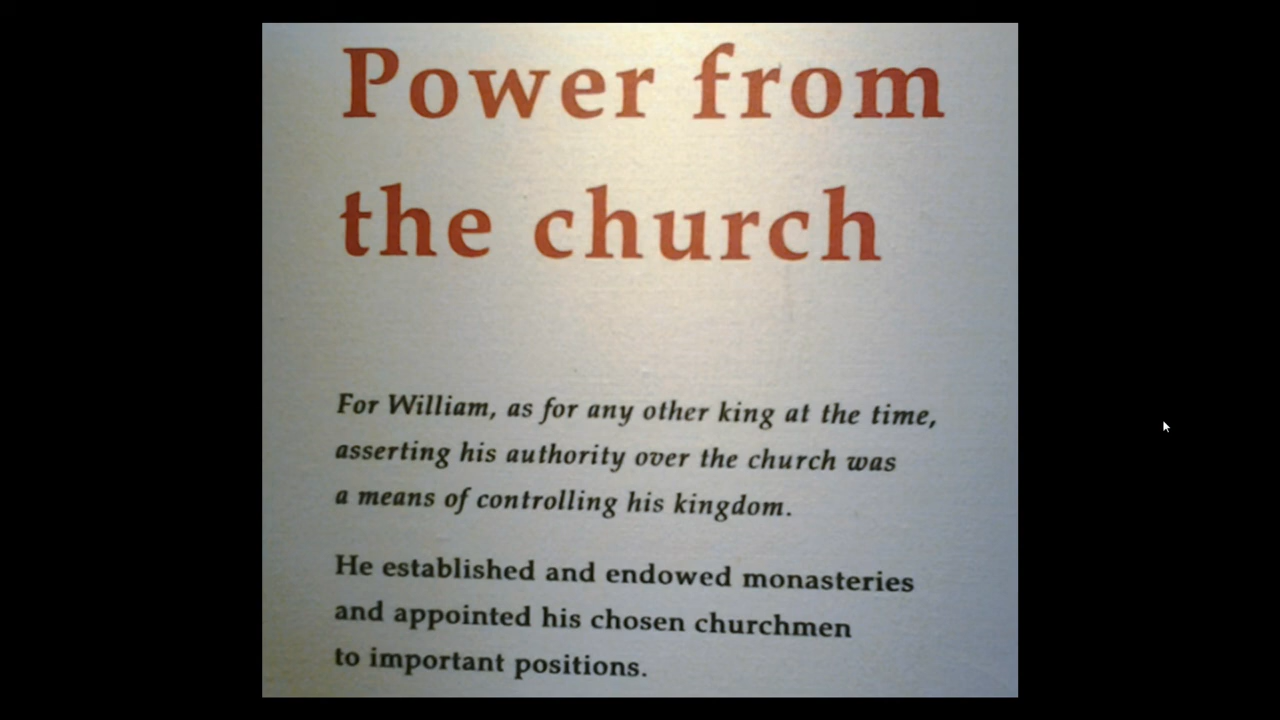 Power from
the church
For William, as for any other king at the time,
asserting his authority over the church was
a means of controlling his kingdom.
He established and endowed monasteries
and appointed his chosen churchmen
to important positions.